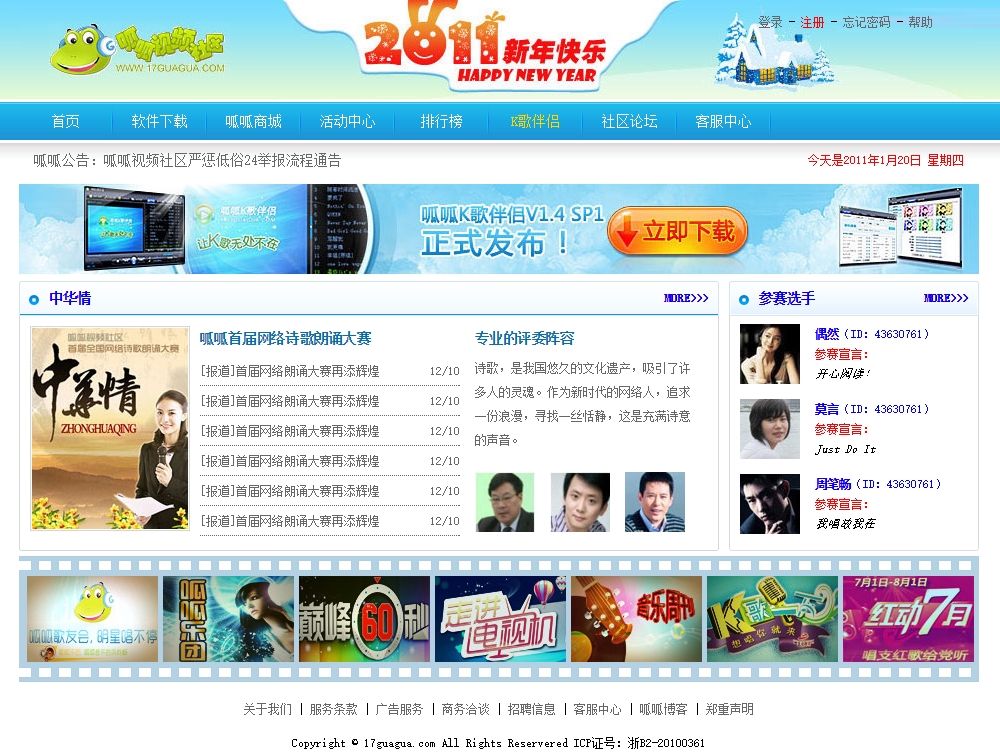 登录 - 注册 - 忘记密码 - 帮助
呱呱视频社区
WWW.17GUAGUA.COM
2011新年快乐
HAPPY NEW YEAR
首页 软件下载 呱呱商城 活动中心 排行榜 K歌伴侣 社区论坛 客服中心
呱呱公告：呱呱视频社区严惩低俗24举报流程通告
今天是2011年1月20日 星期四
呱呱K歌伴侣
让K歌无处不在
呱呱K歌伴侣V1.4 SP1
正式发布！
立即下载
中华情
MORE>>>
呱呱视频社区
首届全国网络诗歌朗诵大赛
中华情
ZHONGHUAQING
呱呱首届网络诗歌朗诵大赛
[报道]首届网络朗诵大赛再添辉煌 12/10
[报道]首届网络朗诵大赛再添辉煌 12/10
[报道]首届网络朗诵大赛再添辉煌 12/10
[报道]首届网络朗诵大赛再添辉煌 12/10
[报道]首届网络朗诵大赛再添辉煌 12/10
[报道]首届网络朗诵大赛再添辉煌 12/10
专业的评委阵容
诗歌，是我国悠久的文化遗产，吸引了许
多人的灵魂。作为新时代的网络人，追求
一份浪漫，寻找一丝恬静，这是充满诗意
的声音。
参赛选手
MORE>>>
偶然（ID：43630761）
参赛宣言：
开心阅读！
莫言（ID：43630761）
参赛宣言：
Just Do It
周笔畅（ID：43630761）
参赛宣言：
我唱故我在
呱呱歌友会，明星唱不停
呱呱乐团
巅峰60秒
走进电视机
音乐周刊
K歌一夏
想唱你就来
7月1日-8月1日
红动7月
唱支红歌给党听
关于我们 | 服务条款 | 广告服务 | 商务洽谈 | 招聘信息 | 客服中心 | 呱呱博客 | 郑重声明
Copyright © 17guagua.com All Rights Reserverd ICP证号：浙B2-20100361